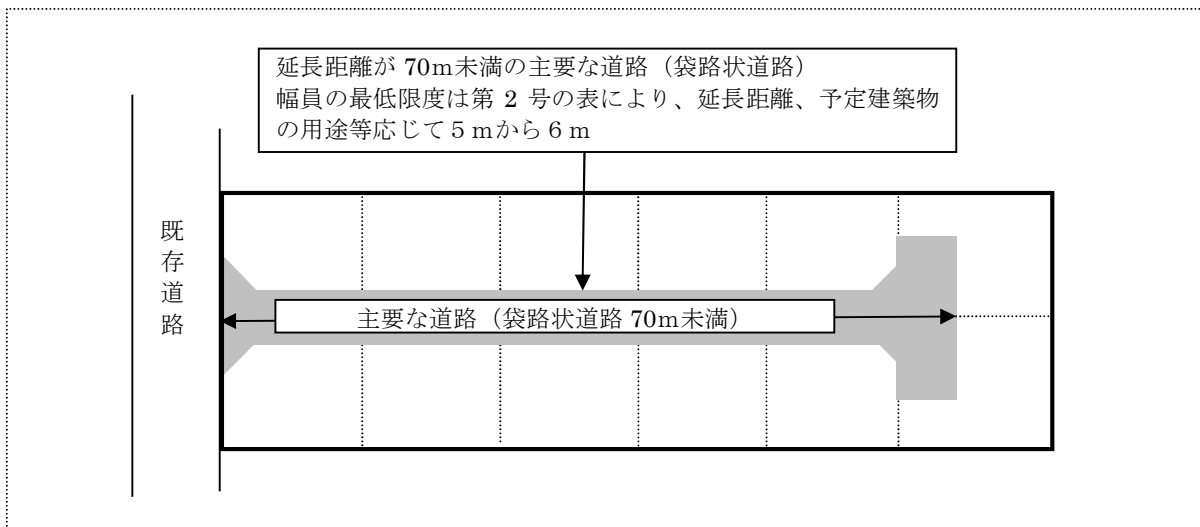 延長距離が 70m未満の主要な道路（袋路状道路）
幅員の最低限度は第 2 号の表により、延長距離、予定建築物
の用途等応じて５ｍから６ｍ
既存道路
主要な道路（袋路状道路 70m未満）